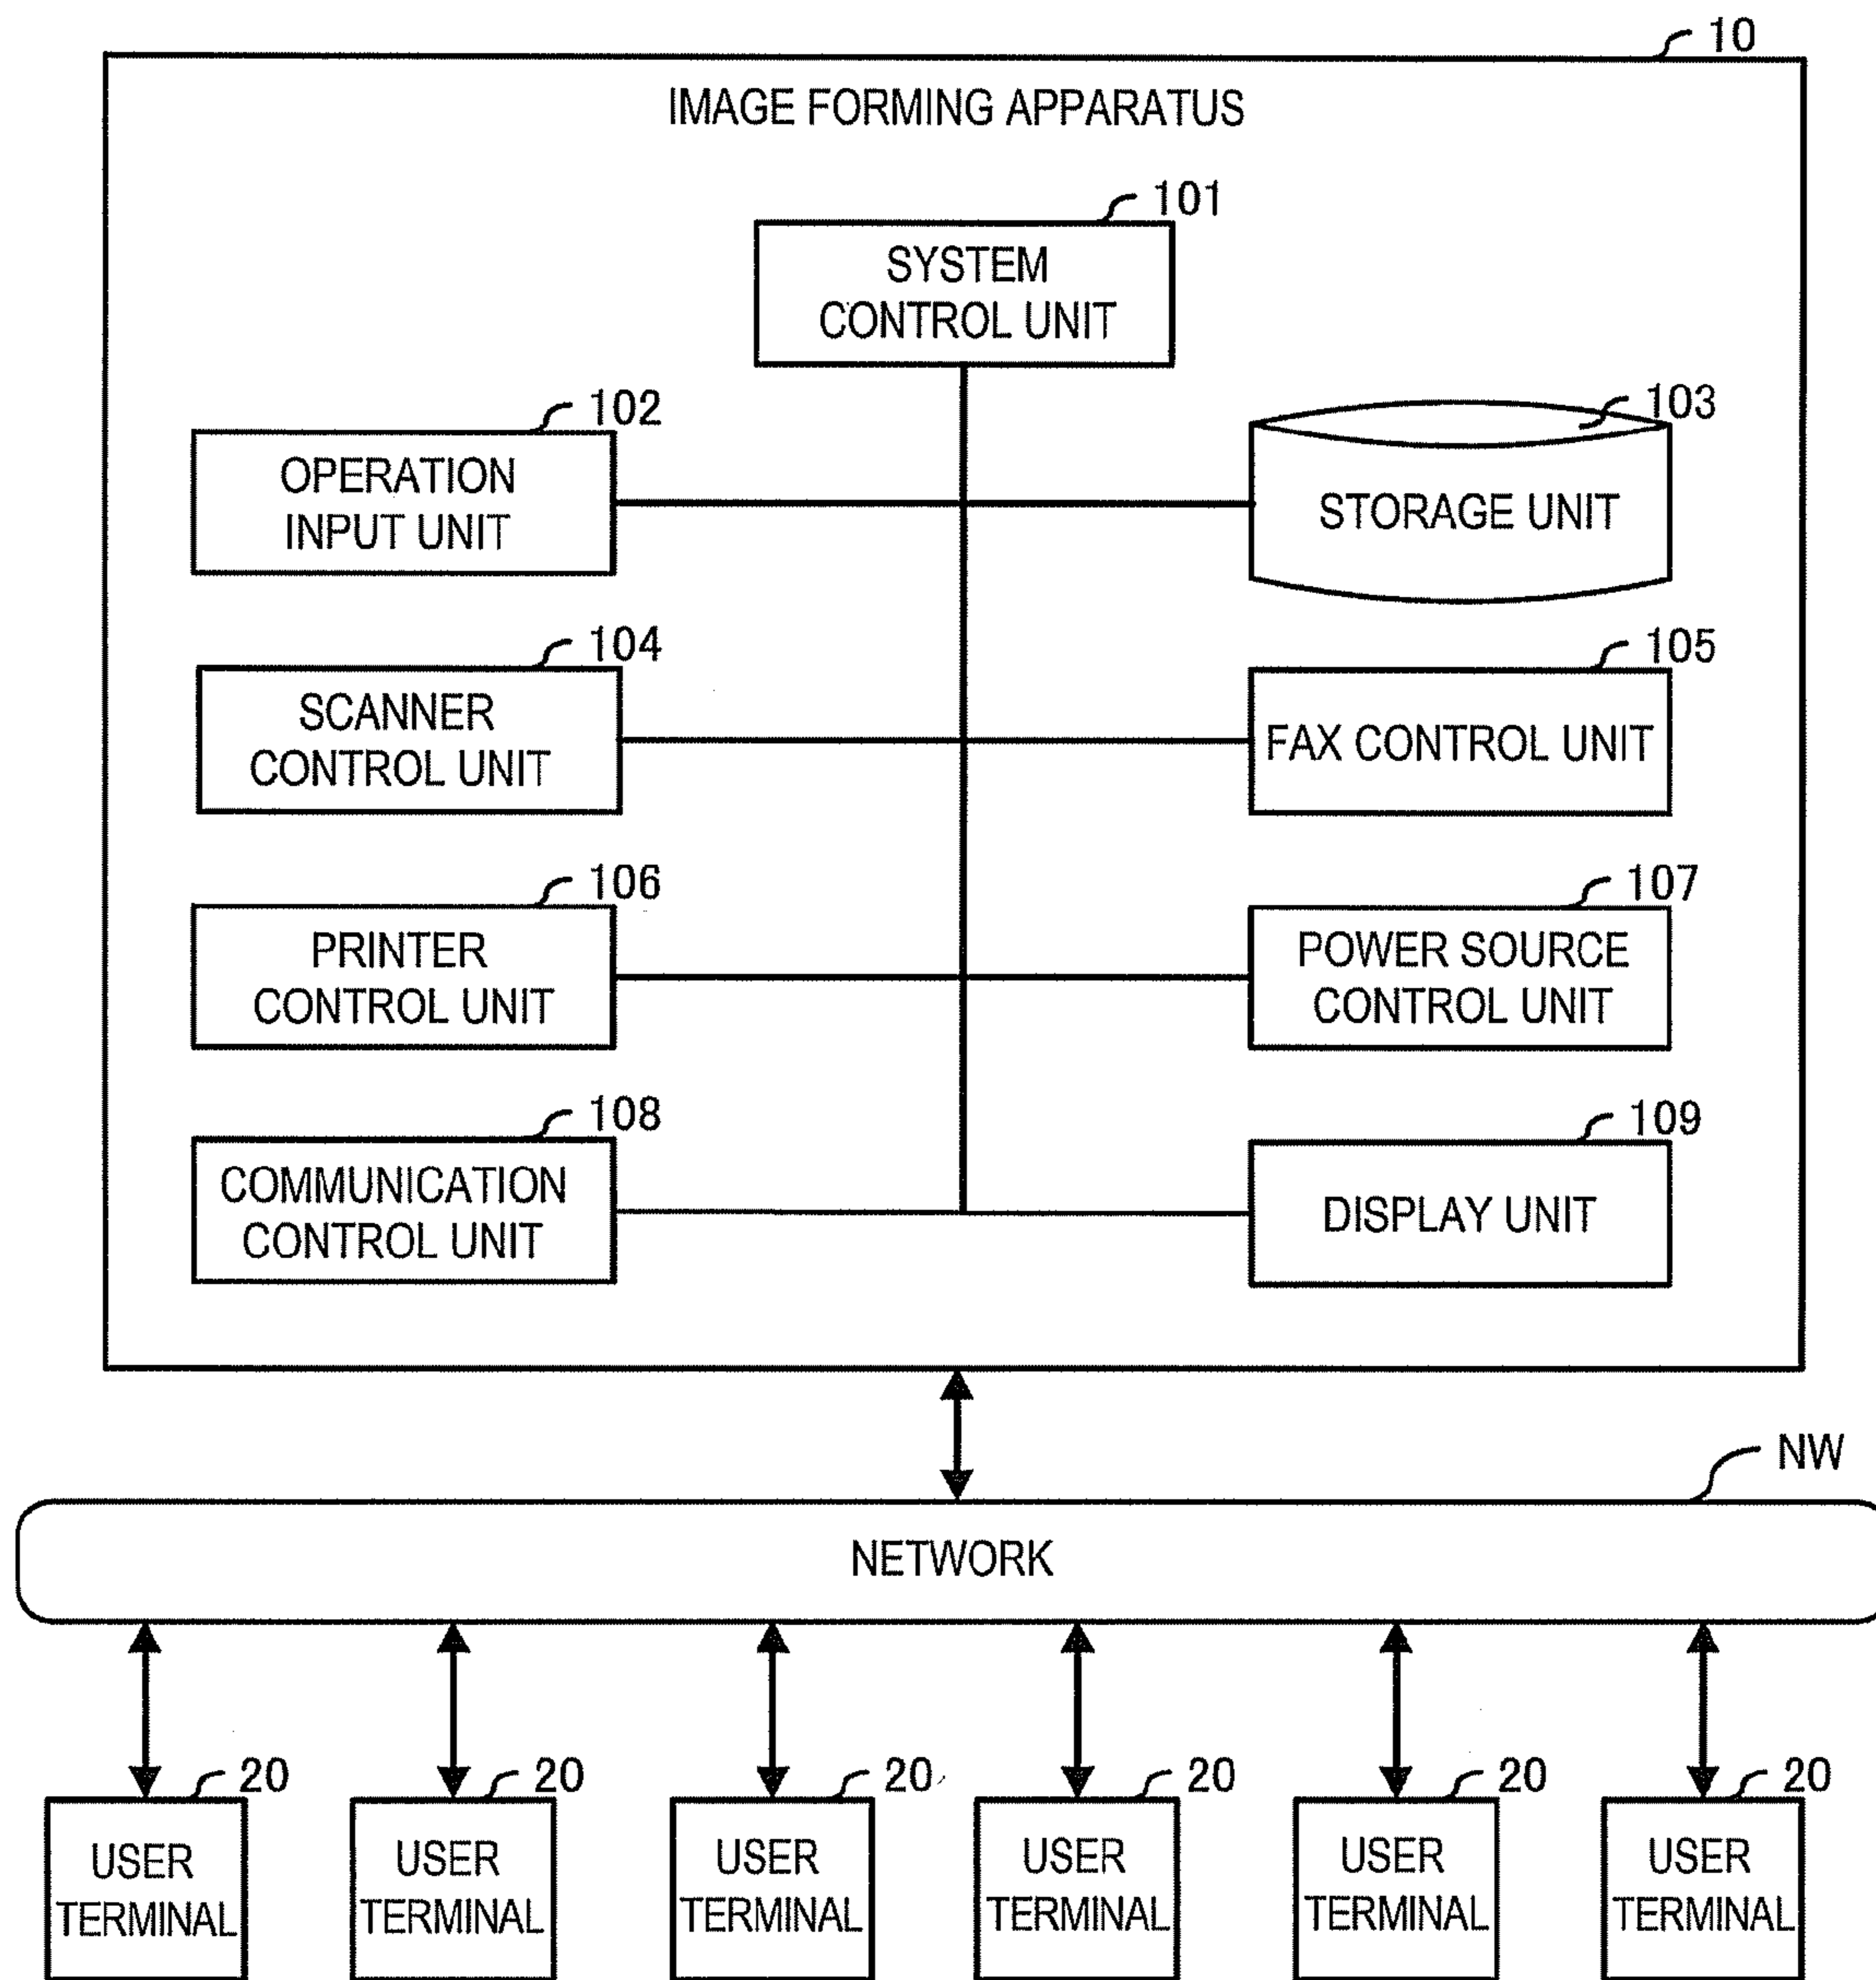 10
IMAGE FORMING APPARATUS
101
SYSTEM
CONTROL UNIT
102
OPERATION
INPUT UNIT
103
STORAGE UNIT
104
SCANNER
CONTROL UNIT
105
FAX CONTROL UNIT
106
PRINTER
CONTROL UNIT
107
POWER SOURCE
CONTROL UNIT
108
COMMUNICATION
CONTROL UNIT
109
DISPLAY UNIT
NW
NETWORK
20
USER
TERMINAL
20
USER
TERMINAL
20
USER
TERMINAL
20
USER
TERMINAL
20
USER
TERMINAL
20
USER
TERMINAL